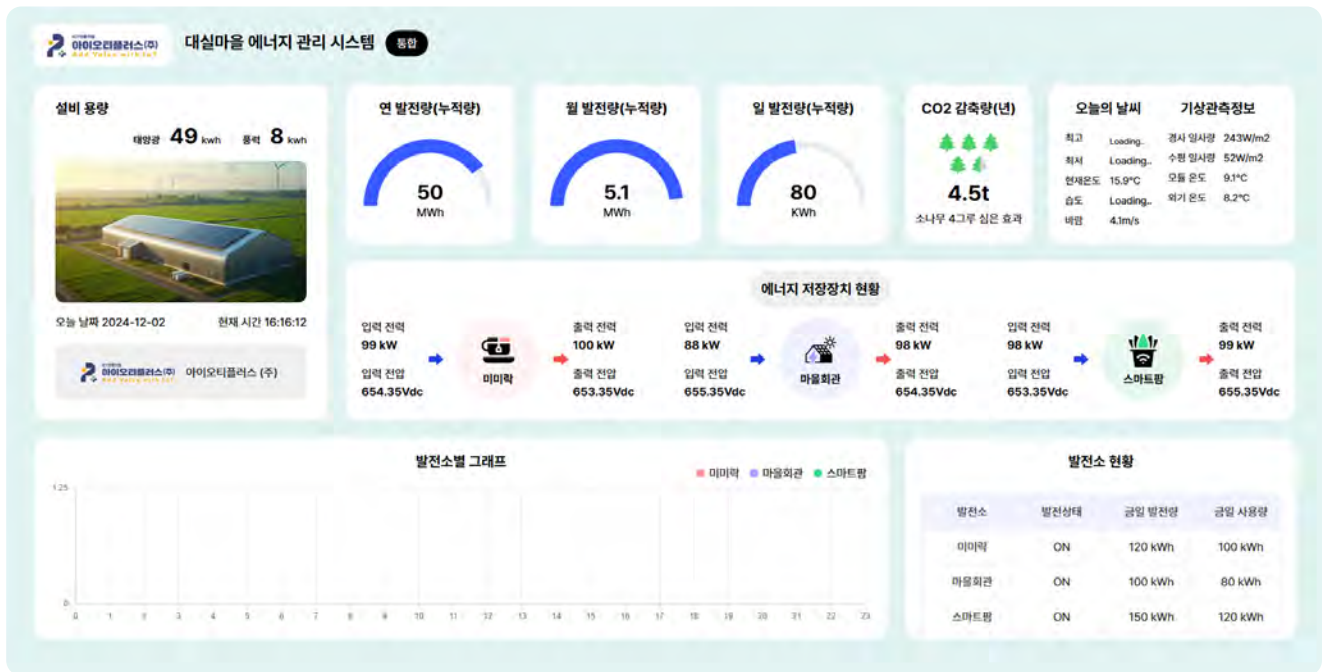 아이오티플러스(주)
Add Value with IoT
대실마을 에너지 관리 시스템 통합
설비 용량
태양광 49 kwh 풍력 8 kwh
오늘 날짜 2024-12-02 현재 시간 16:16:12
아이오티플러스(주)
Add Value with IoT
아이오티플러스 (주)
연 발전량(누적량)
50
MWh
월 발전량(누적량)
5.1
MWh
일 발전량(누적량)
80
KWh
CO2 감축량(년)
4.5t
소나무 4그루 심은 효과
오늘의 날씨
최고 Loading..
최저 Loading..
현재온도 15.9°C
습도 Loading..
바람 4.1m/s
기상관측정보
경사 일사량 243W/m2
수평 일사량 52W/m2
모듈 온도 9.1°C
외기 온도 8.2°C
에너지 저장장치 현황
입력 전력
99 kW
입력 전압
654.35Vdc
미미락
출력 전력
100 kW
출력 전압
653.35Vdc
입력 전력
88 kW
입력 전압
655.35Vdc
마을회관
출력 전력
98 kW
출력 전압
654.35Vdc
입력 전력
98 kW
입력 전압
653.35Vdc
스마트팜
출력 전력
99 kW
출력 전압
655.35Vdc
발전소별 그래프
미미락 마을회관 스마트팜
1.25
0
0 1 2 3 4 5 6 7 8 9 10 11 12 13 14 15 16 17 18 19 20 21 22 23
발전소 현황
발전소 발전상태 금일 발전량 금일 사용량
미미락 ON 120 kWh 100 kWh
마을회관 ON 100 kWh 80 kWh
스마트팜 ON 150 kWh 120 kWh